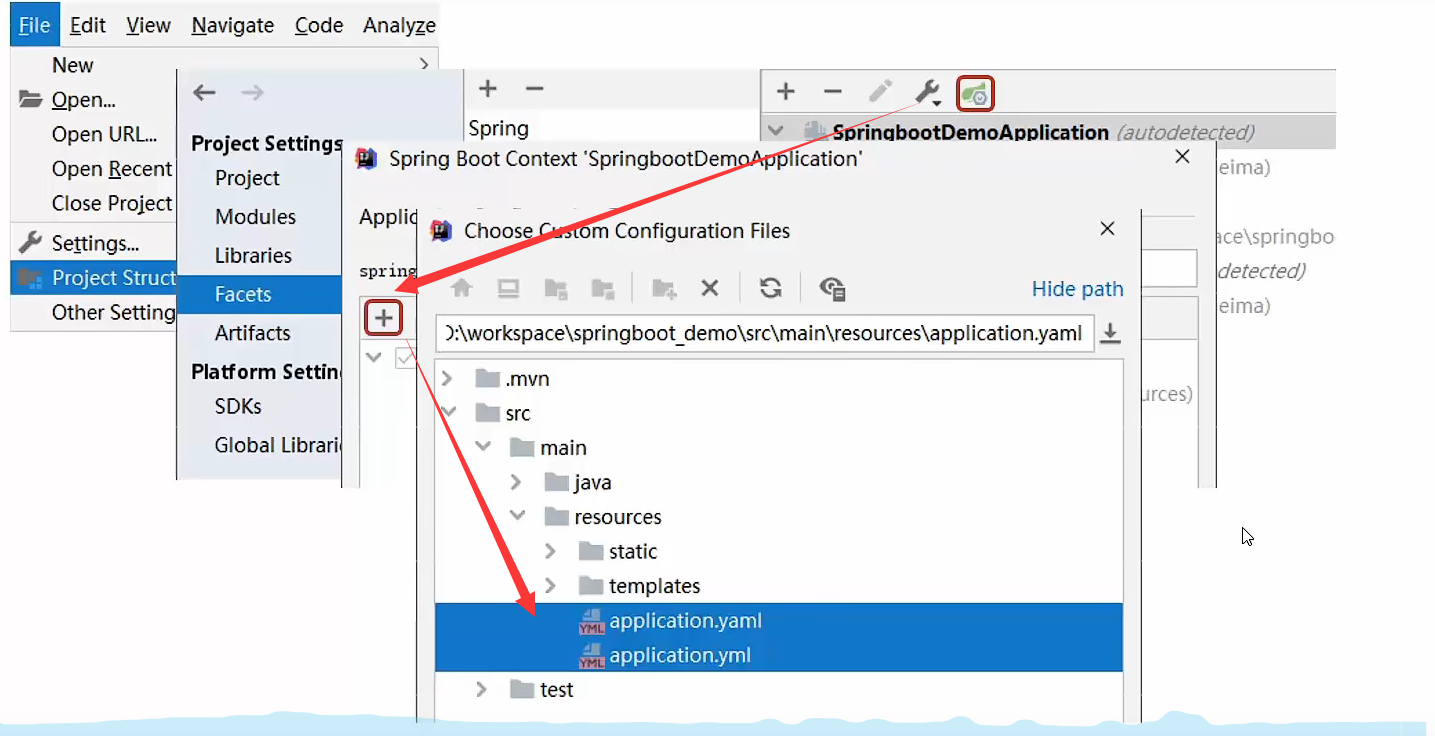 File Edit View Navigate Code Analyze
New
Open...
Open URL...
Open Recent
Close Project
Settings...
Project Struct
Other Setting
Project Settings
Project
Modules
Libraries
Facets
Artifacts
Platform Settin
SDKs
Global Librari
Spring
SpringbootDemoApplication (autodetected)
eima)
ace\springbo
detected)
eima)
Spring Boot Context 'SpringbootDemoApplication'
Applic
spring
urces)
Choose Custom Configuration Files
Hide path
D:\workspace\springboot_demo\src\main\resources\application.yaml
.mvn
src
main
java
resources
static
templates
YML application.yaml
YML application.yml
test